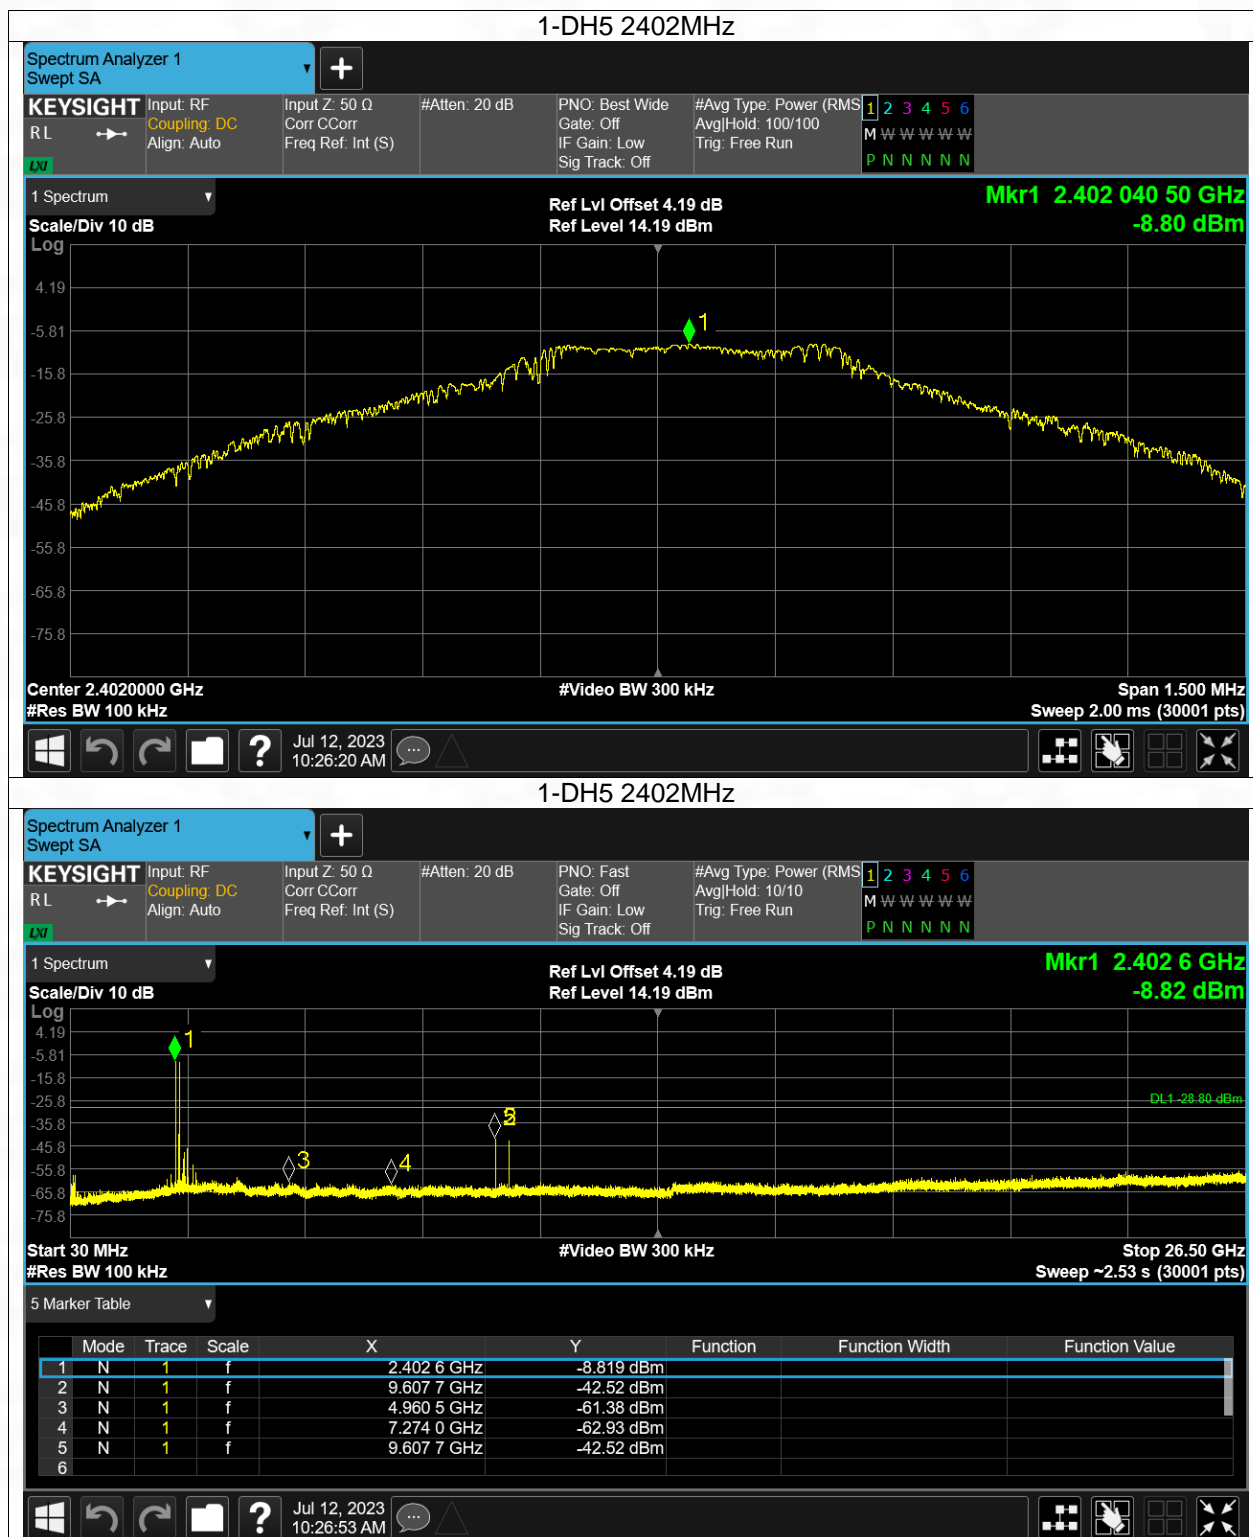 1-DH5 2402MHz
Spectrum Analyzer 1
Swept SA
KEYSIGHT Input: RF Input Z: 50 Ω #Atten: 20 dB PNO: Best Wide #Avg Type: Power (RMS 1 2 3 4 5 6
RL Coupling: DC Corr CCorr Gate: Off Avg|Hold: 100/100 M W W W W W
Align: Auto Freq Ref: Int (S) IF Gain: Low Trig: Free Run
LXI Sig Track: Off P N N N N N
1 Spectrum Ref Lvl Offset 4.19 dB Mkr1 2.402 040 50 GHz
Scale/Div 10 dB Ref Level 14.19 dBm -8.80 dBm
Log
4.19
-5.81
1
-15.8
-25.8
-35.8
-45.8
-55.8
-65.8
-75.8
Center 2.4020000 GHz #Video BW 300 kHz Span 1.500 MHz
#Res BW 100 kHz Sweep 2.00 ms (30001 pts)
? Jul 12, 2023
10:26:20 AM
1-DH5 2402MHz
Spectrum Analyzer 1
Swept SA
KEYSIGHT Input: RF Input Z: 50 Ω #Atten: 20 dB PNO: Fast #Avg Type: Power (RMS 1 2 3 4 5 6
RL Coupling: DC Corr CCorr Gate: Off Avg|Hold: 10/10 M W W W W W
Align: Auto Freq Ref: Int (S) IF Gain: Low Trig: Free Run
LXI Sig Track: Off P N N N N N
1 Spectrum Ref Lvl Offset 4.19 dB Mkr1 2.402 6 GHz
Scale/Div 10 dB Ref Level 14.19 dBm -8.82 dBm
Log
4.19 1
-5.81
-15.8
-25.8 DL1 -28.80 dBm
-35.8
-45.8
-55.8 3 4
-65.8
-75.8
Start 30 MHz #Video BW 300 kHz Stop 26.50 GHz
#Res BW 100 kHz Sweep ~2.53 s (30001 pts)
5 Marker Table
Mode Trace Scale X Y Function Function Width Function Value
1 N 1 f 2.402 6 GHz -8.819 dBm
2 N 1 f 9.607 7 GHz -42.52 dBm
3 N 1 f 4.960 5 GHz -61.38 dBm
4 N 1 f 7.274 0 GHz -62.93 dBm
5 N 1 f 9.607 7 GHz -42.52 dBm
6
? Jul 12, 2023
10:26:53 AM